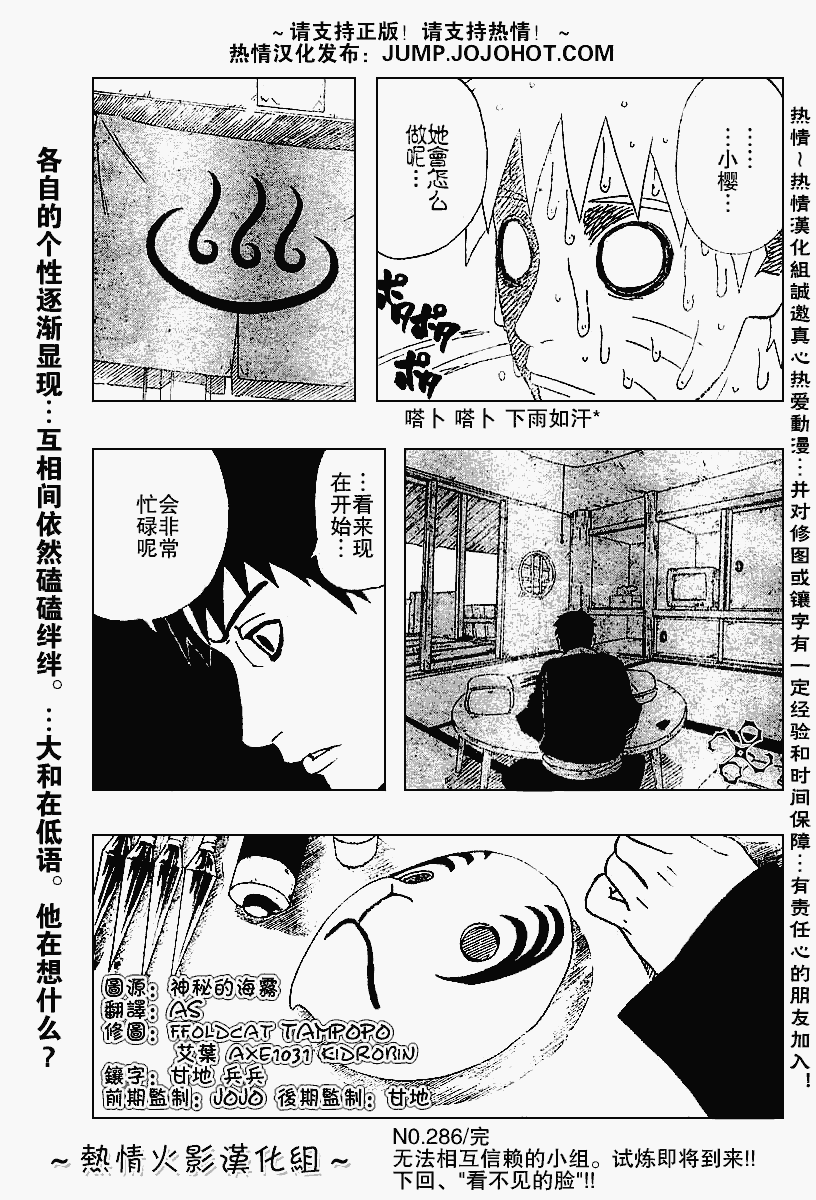 ～请支持正版！请支持热情！～
热情汉化发布：JUMP.JOJOHOT.COM
……
…小樱…
她會怎么
做呢…
ポタポタ
ポタ
嗒卜 嗒卜 下雨如汗*
…看来现
在开始…
会非常
忙碌呢
圖源：神秘的海霧
翻譯：AS
修圖：FFOLDCAT TAMPOPO
艾葉 AXE1031 KIDROBIN
鑲字：甘地 兵兵
前期監制：JOJO 後期監制：甘地
～熱情火影漢化組～
NO.286/完
无法相互信赖的小组。试炼即将到来!!
下回、"看不见的脸"!!
热情～热情漢化組誠邀真心热爱動漫…并对修图或镶字有一定经验和时间保障…有责任心的朋友加入！
各自的个性逐渐显现…互相间依然磕磕绊绊。…大和在低语。他在想什么？